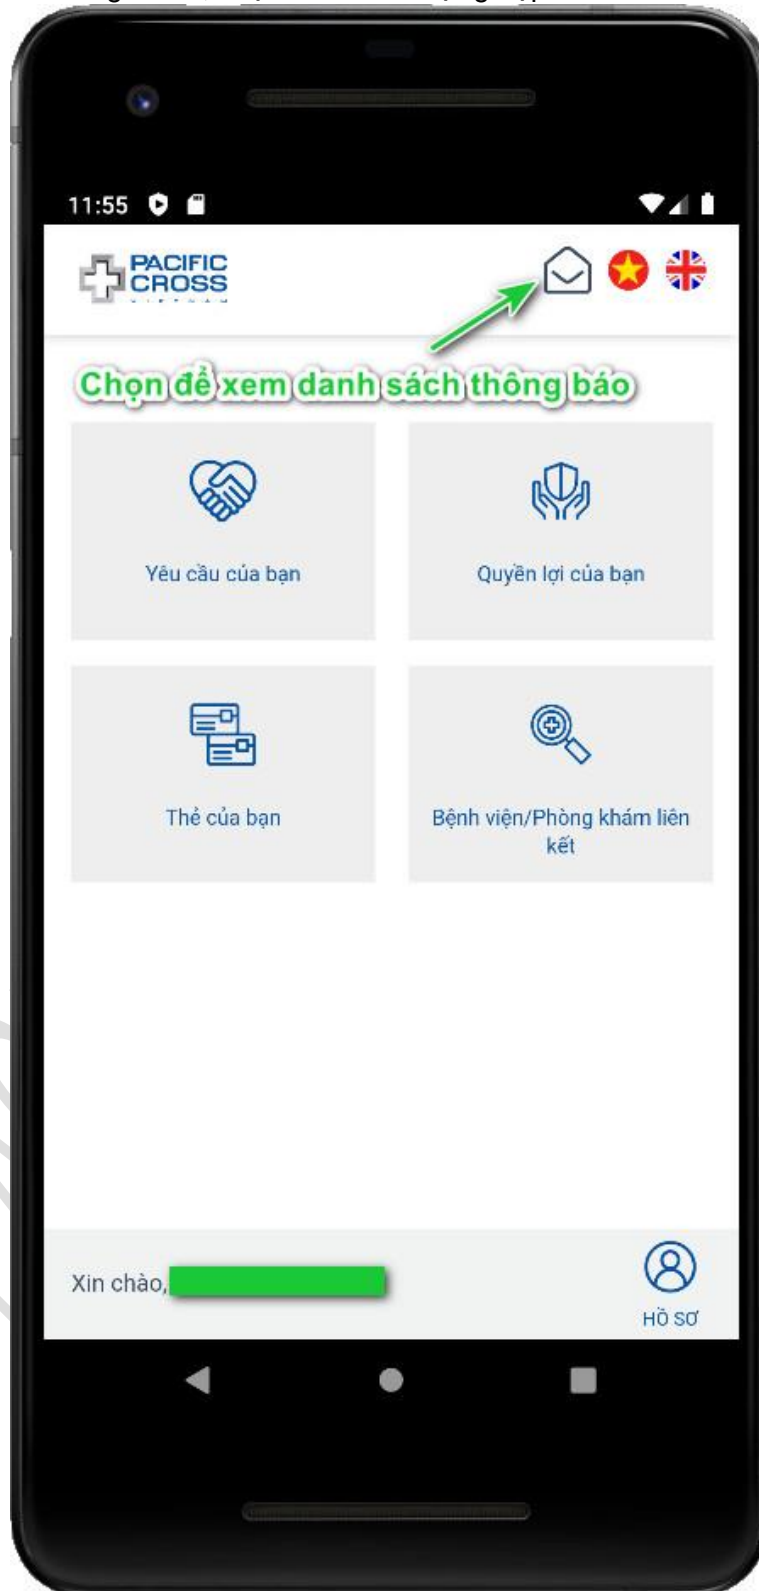 11:55
PACIFIC
CROSS
VIETNAM
Chọn để xem danh sách thông báo
Yêu cầu của bạn
Quyền lợi của bạn
Thẻ của bạn
Bệnh viện/Phòng khám liên
kết
Xin chào,
HỒ SƠ